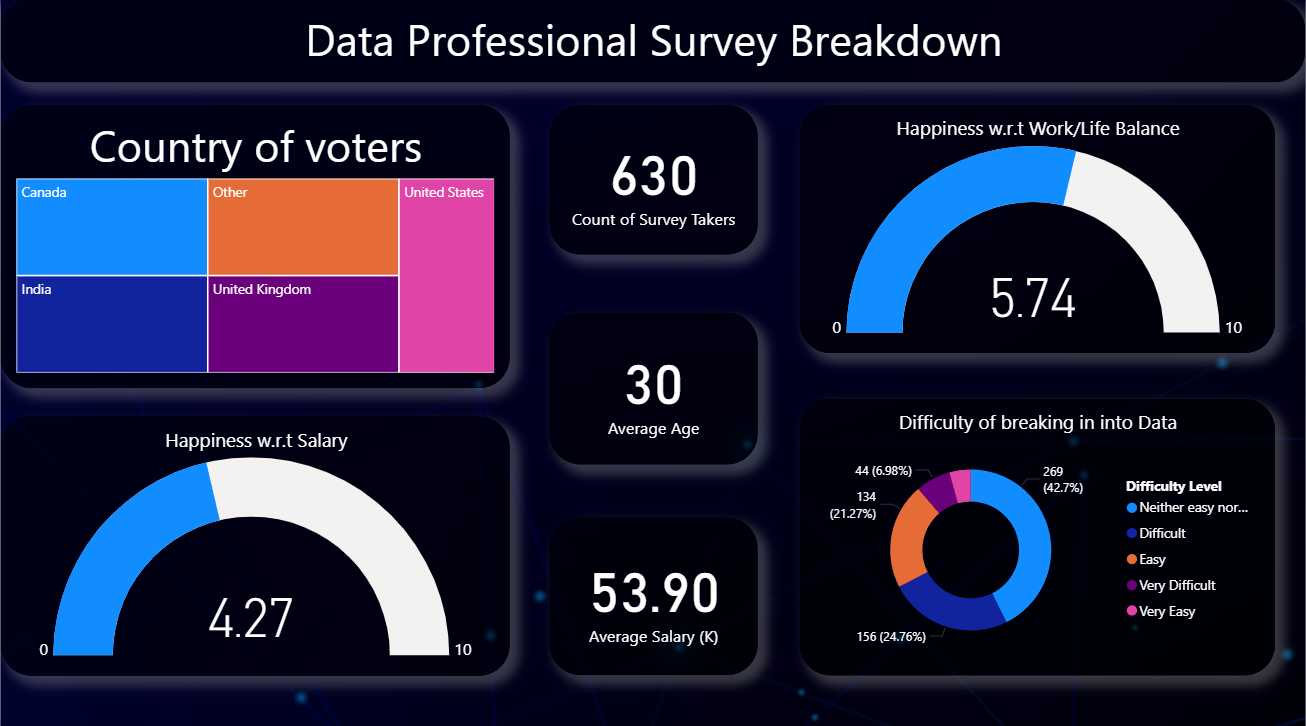 Data Professional Survey Breakdown
Country of voters
Canada
Other
United States
India
United Kingdom
630
Count of Survey Takers
30
Average Age
53.90
Average Salary (K)
Happiness w.r.t Work/Life Balance
5.74
0
10
Happiness w.r.t Salary
4.27
0
10
Difficulty of breaking in into Data
44 (6.98%)
134
(21.27%)
156 (24.76%)
269
(42.7%)
Difficulty Level
Neither easy nor...
Difficult
Easy
Very Difficult
Very Easy